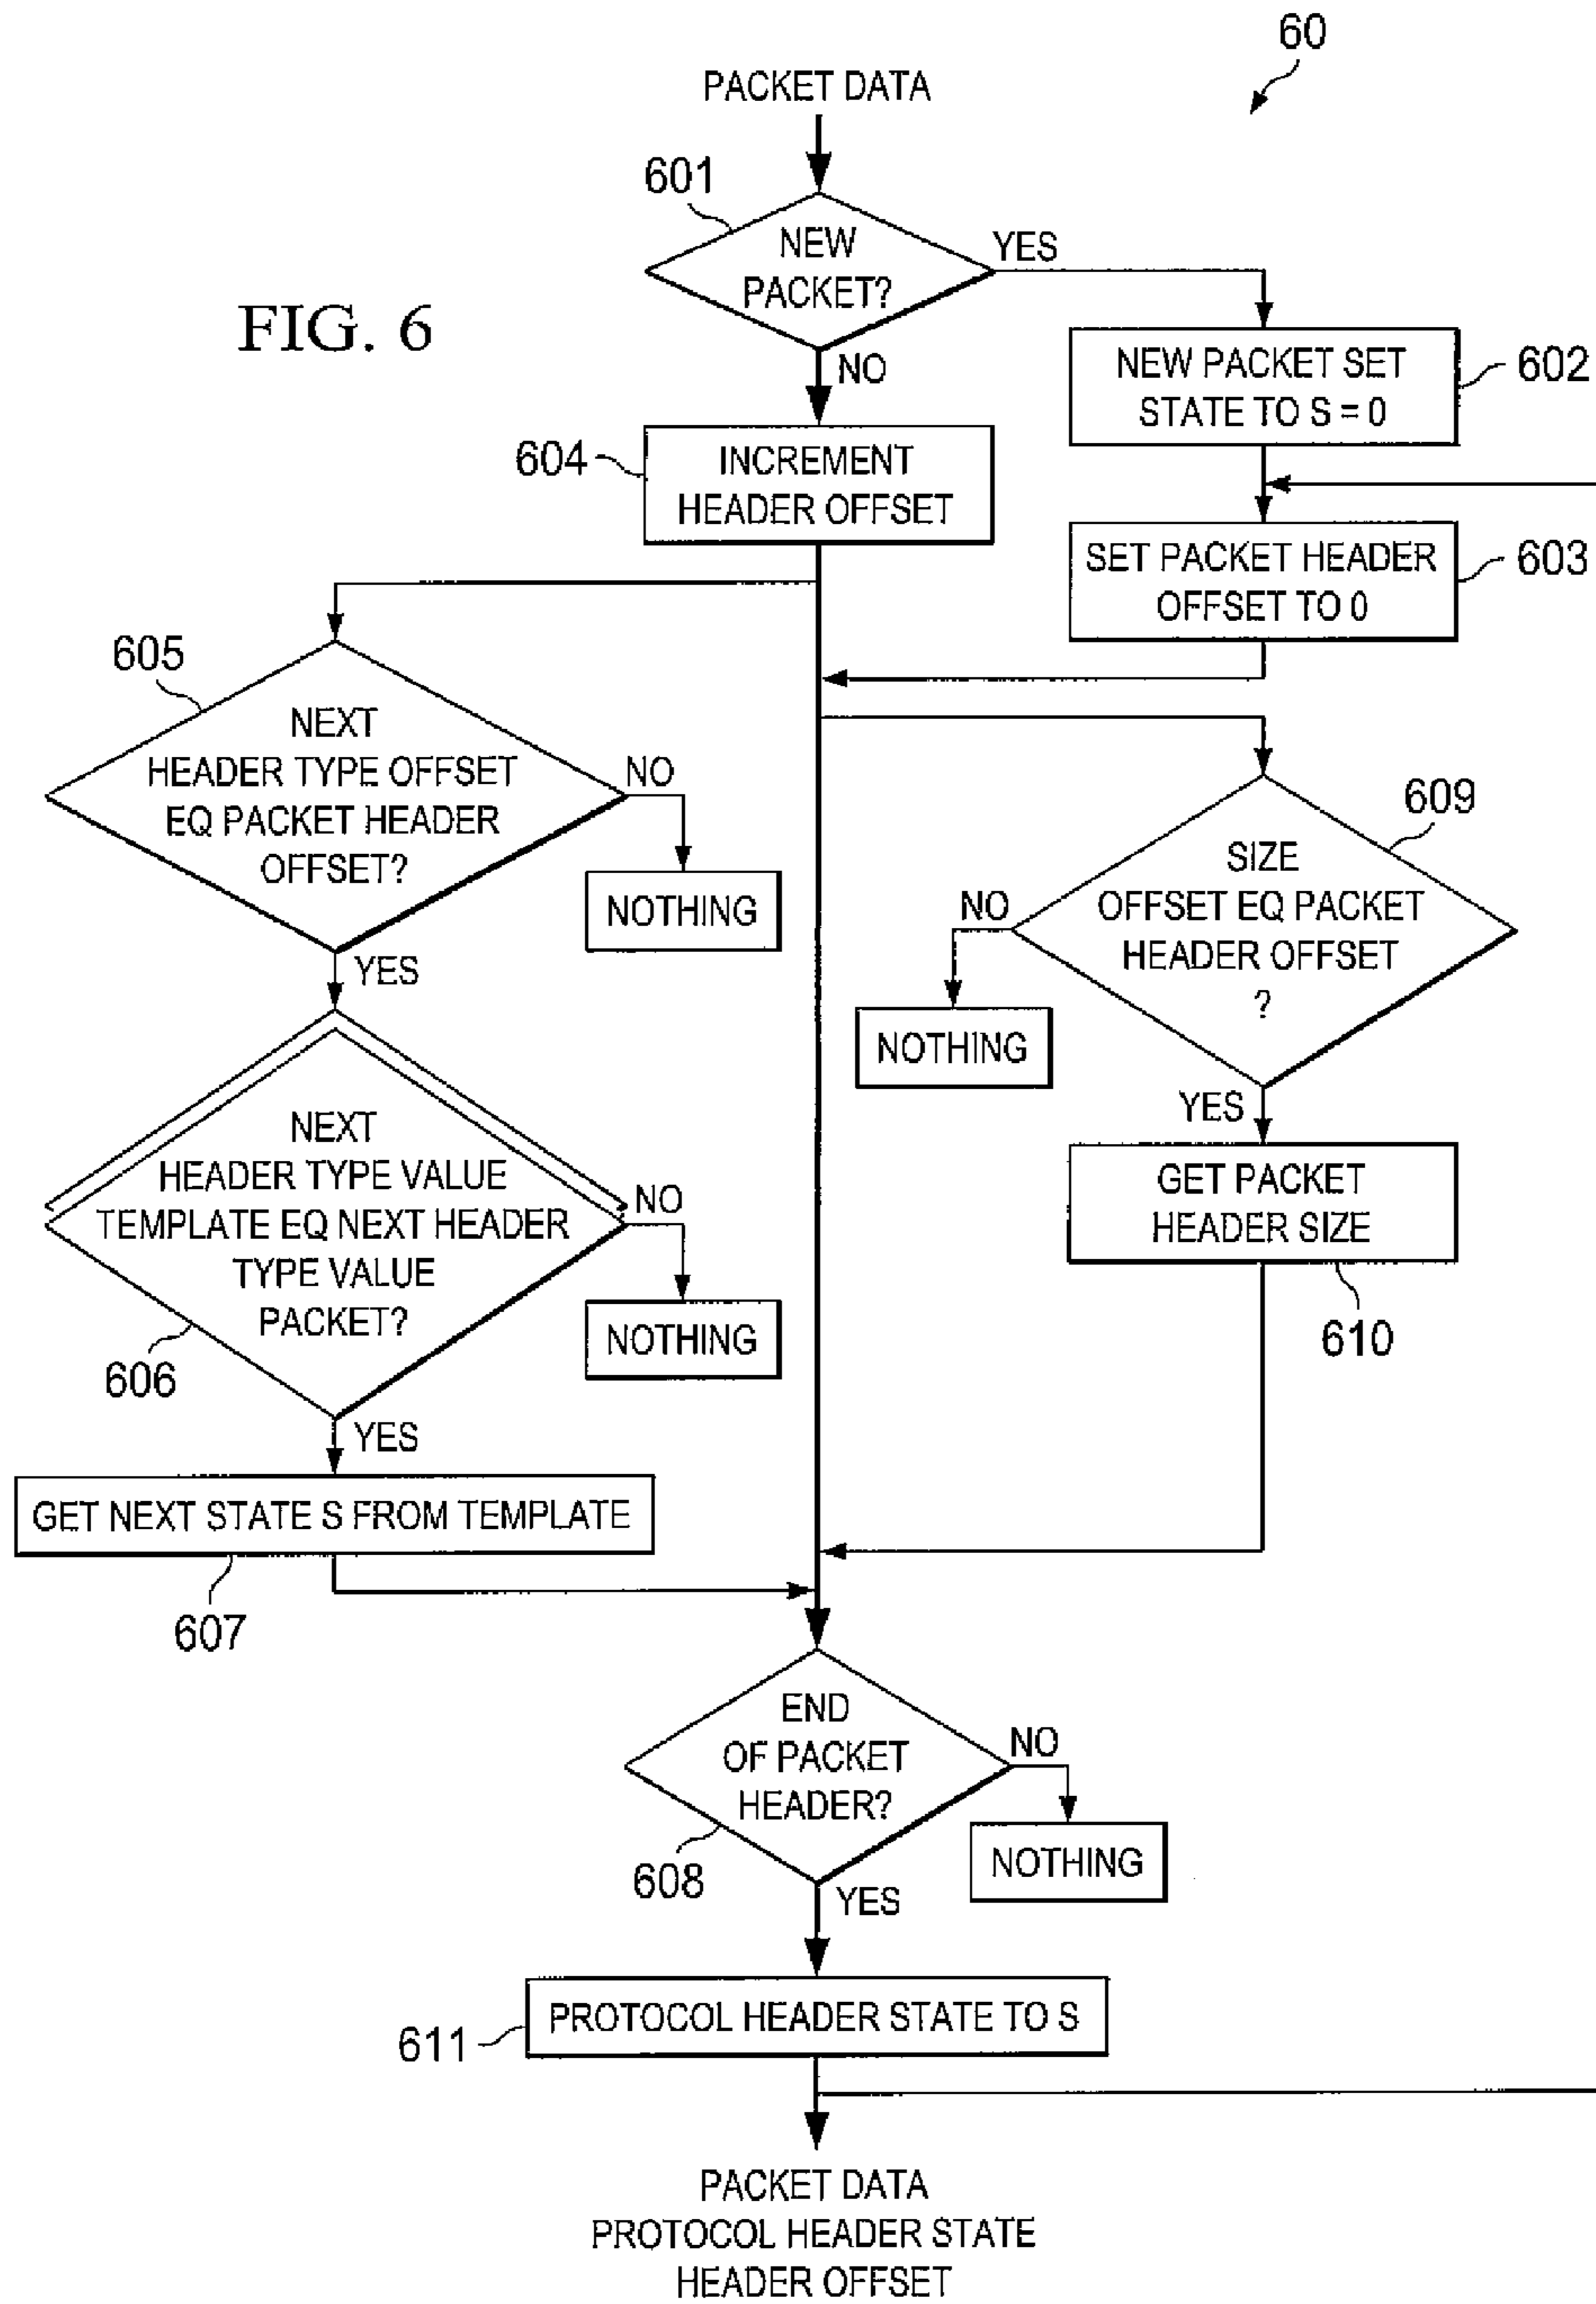 60
PACKET DATA
601
NEW
PACKET?
YES
FIG. 6
NO
NEW PACKET SET
STATE TO S = 0
602
604
INCREMENT
HEADER OFFSET
SET PACKET HEADER
OFFSET TO 0
603
605
NEXT
HEADER TYPE OFFSET
EQ PACKET HEADER
OFFSET?
NO
NOTHING
YES
609
SIZE
OFFSET EQ PACKET
HEADER OFFSET
?
NO
NOTHING
YES
NEXT
HEADER TYPE VALUE
TEMPLATE EQ NEXT HEADER
TYPE VALUE
PACKET?
NO
NOTHING
606
YES
GET PACKET
HEADER SIZE
610
GET NEXT STATE S FROM TEMPLATE
607
END
OF PACKET
HEADER?
NO
NOTHING
608
YES
PROTOCOL HEADER STATE TO S
611
PACKET DATA
PROTOCOL HEADER STATE
HEADER OFFSET